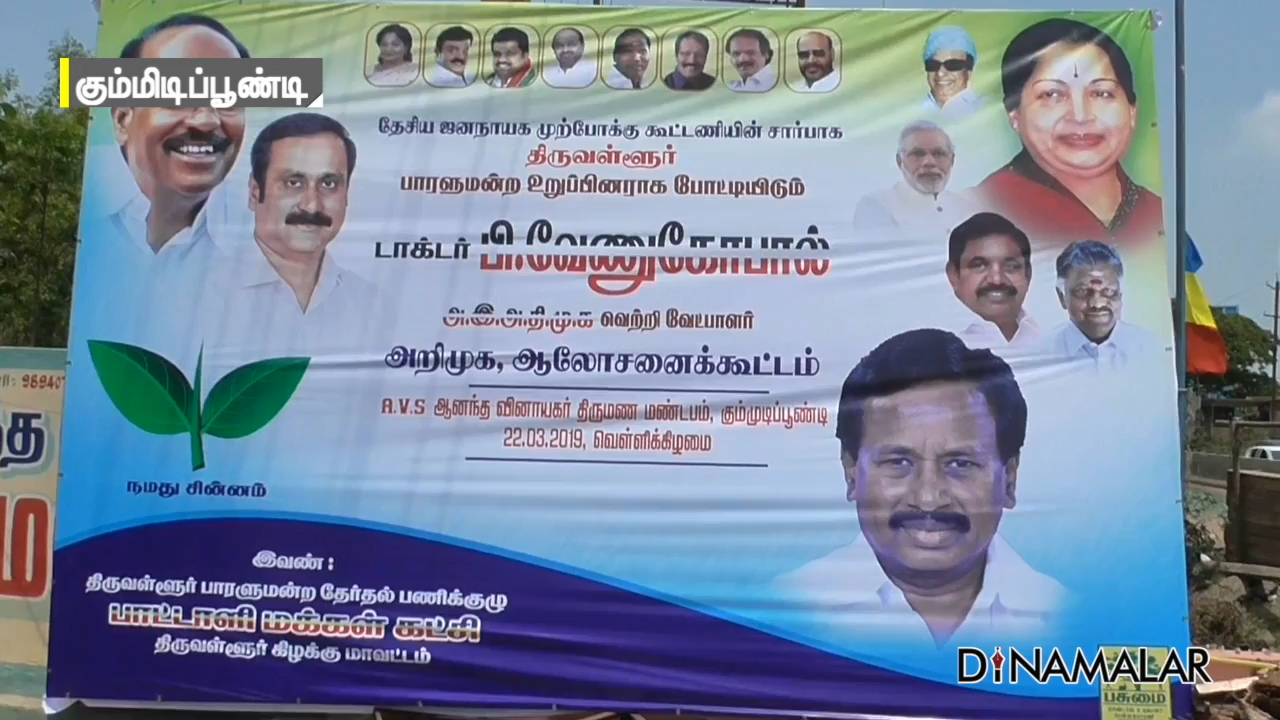 கும்மிடிப்பூண்டி
தேசிய ஜனநாயக முற்போக்கு கூட்டணியின் சார்பாக
திருவள்ளூர்
பாரளுமன்ற உறுப்பினராக போட்டியிடும்
டாக்டர் பி.வேணுகோபால்
அ.இ.அ.தி.மு.க வெற்றி வேட்பாளர்
அறிமுக, ஆலோசனைக்கூட்டம்
A.V.S ஆனந்த விநாயகர் திருமண மண்டபம், கும்முடிப்பூண்டி
22.03.2019, வெள்ளிக்கிழமை
நமது சின்னம்
இவண் :
திருவள்ளூர் பாரளுமன்ற தேர்தல் பணிக்குழு
பாட்டாளி மக்கள் கட்சி
திருவள்ளூர் கிழக்கு மாவட்டம்
DINAMALAR
பசுமை